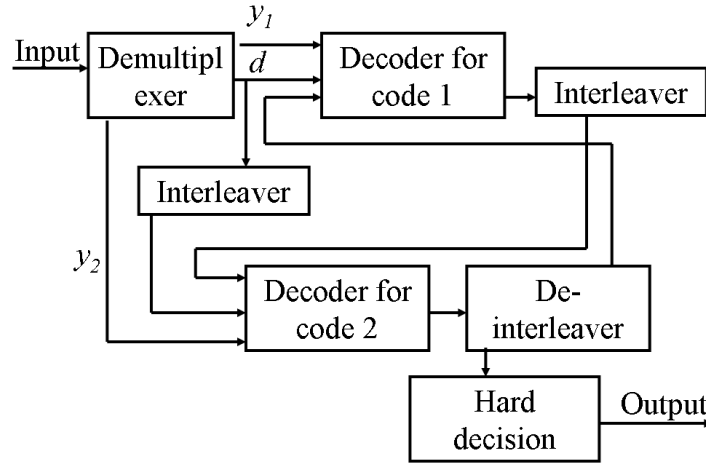 Input
Demultipl
exer
y1
d
Decoder for
code 1
Interleaver
Interleaver
y2
Decoder for
code 2
De-
interleaver
Hard
decision
Output